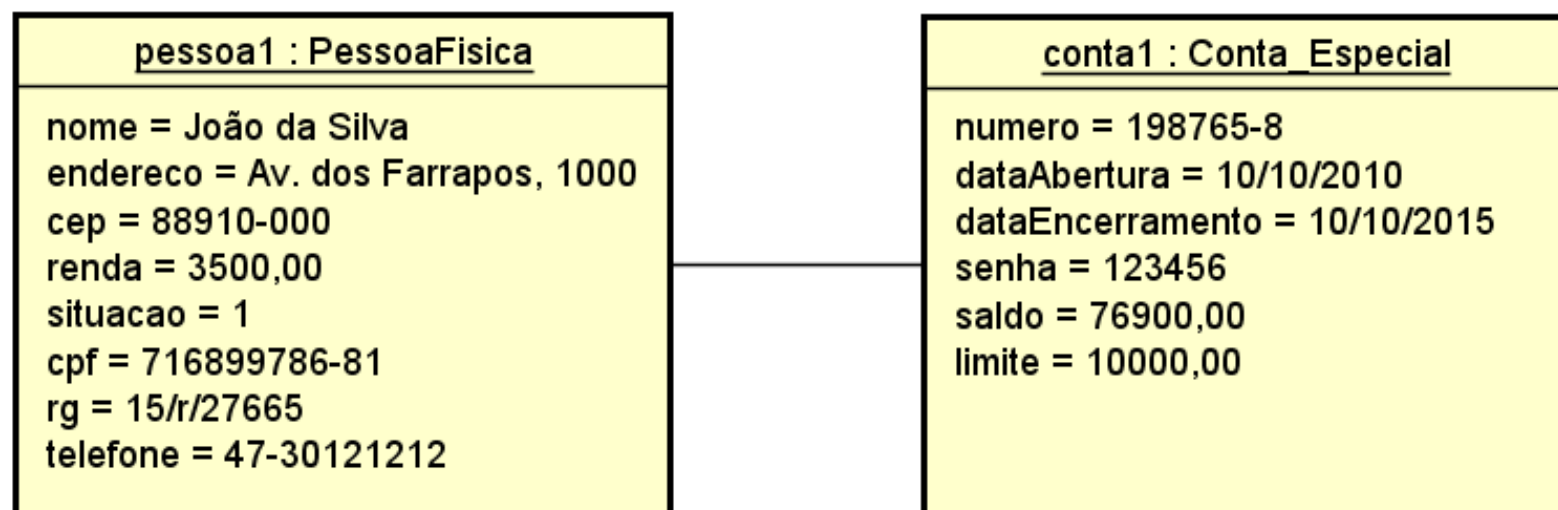 pessoa1 : PessoaFisica
nome = João da Silva
endereco = Av. dos Farrapos, 1000
cep = 88910-000
renda = 3500,00
situacao = 1
cpf = 716899786-81
rg = 15/r/27665
telefone = 47-30121212
conta1 : Conta_Especial
numero = 198765-8
dataAbertura = 10/10/2010
dataEncerramento = 10/10/2015
senha = 123456
saldo = 76900,00
limite = 10000,00